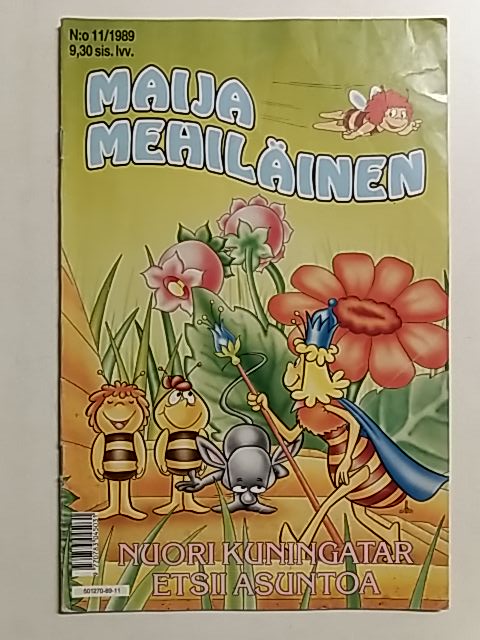 N:o 11/1989
9,30 sis. lvv.
MAIJA
MEHILÄINEN
NUORI KUNINGATAR
ETSII ASUNTOA
601270-89-11